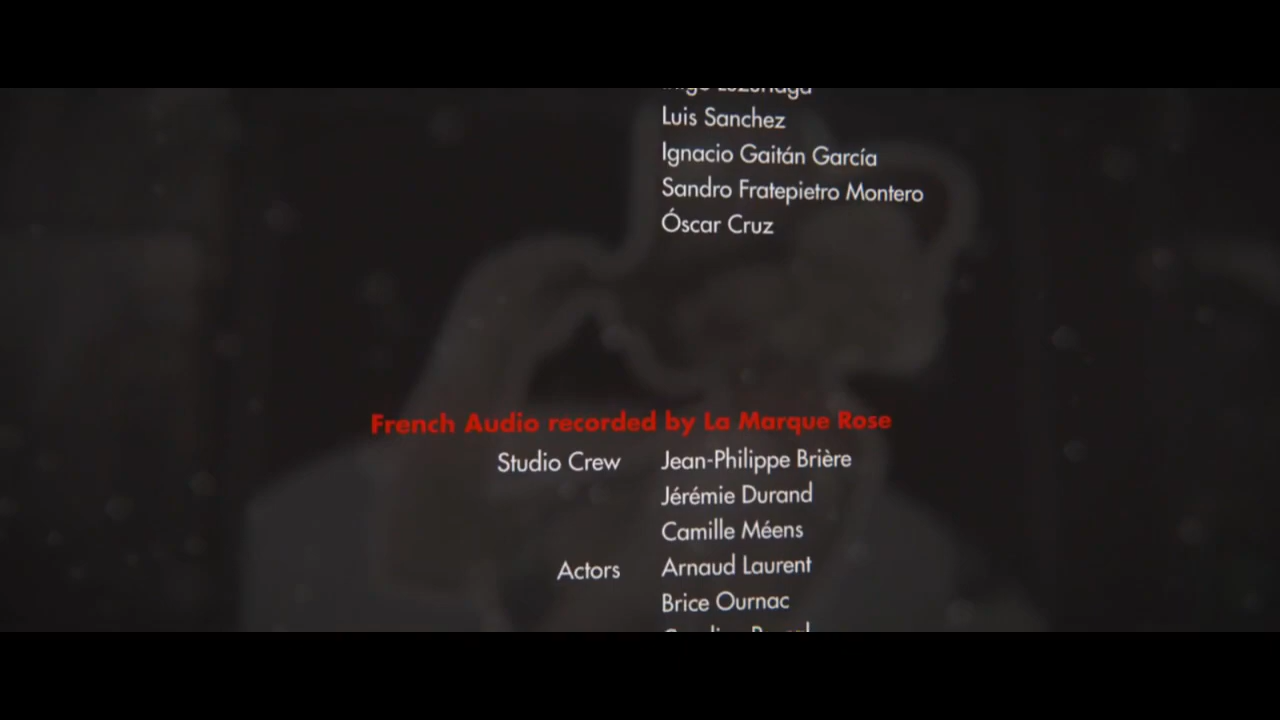 Luis Sanchez
Ignacio Gaitán García
Sandro Fratepietro Montero
Óscar Cruz
French Audio recorded by La Marque Rose
Studio Crew Jean-Philippe Brière
Jérémie Durand
Camille Méens
Actors Arnaud Laurent
Brice Ournac